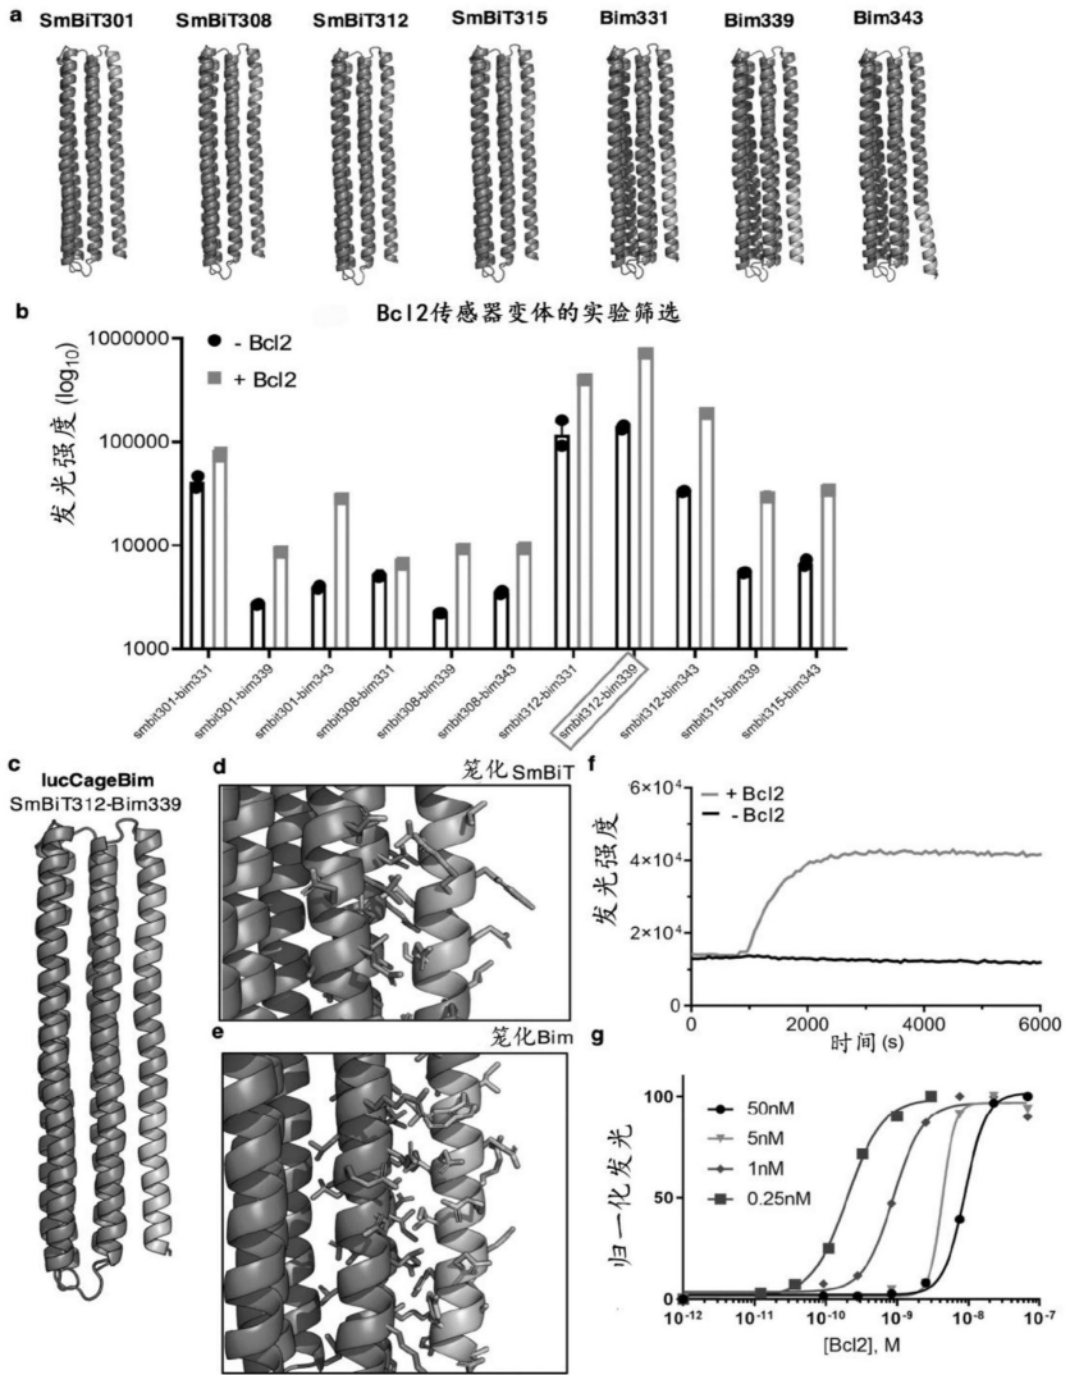 a
SmBiT301 SmBiT308 SmBiT312 SmBiT315 Bim331 Bim339 Bim343
b
Bcl2传感器变体的实验筛选
发光强度 (log10)
1000000
100000
10000
1000
- Bcl2
+ Bcl2
smbit301-bim331
smbit301-bim339
smbit301-bim343
smbit308-bim331
smbit308-bim339
smbit308-bim343
smbit312-bim331
smbit312-bim339
smbit312-bim343
smbit315-bim339
smbit315-bim343
c
lucCageBim
SmBiT312-Bim339
d
笼化 SmBiT
e
笼化Bim
f
发光强度
6×10⁴
4×10⁴
2×10⁴
0
+ Bcl2
- Bcl2
0 2000 4000 6000
时间 (s)
g
归一化发光
100
50
0
50nM
5nM
1nM
0.25nM
10⁻¹² 10⁻¹¹ 10⁻¹⁰ 10⁻⁹ 10⁻⁸ 10⁻⁷
[Bcl2], M